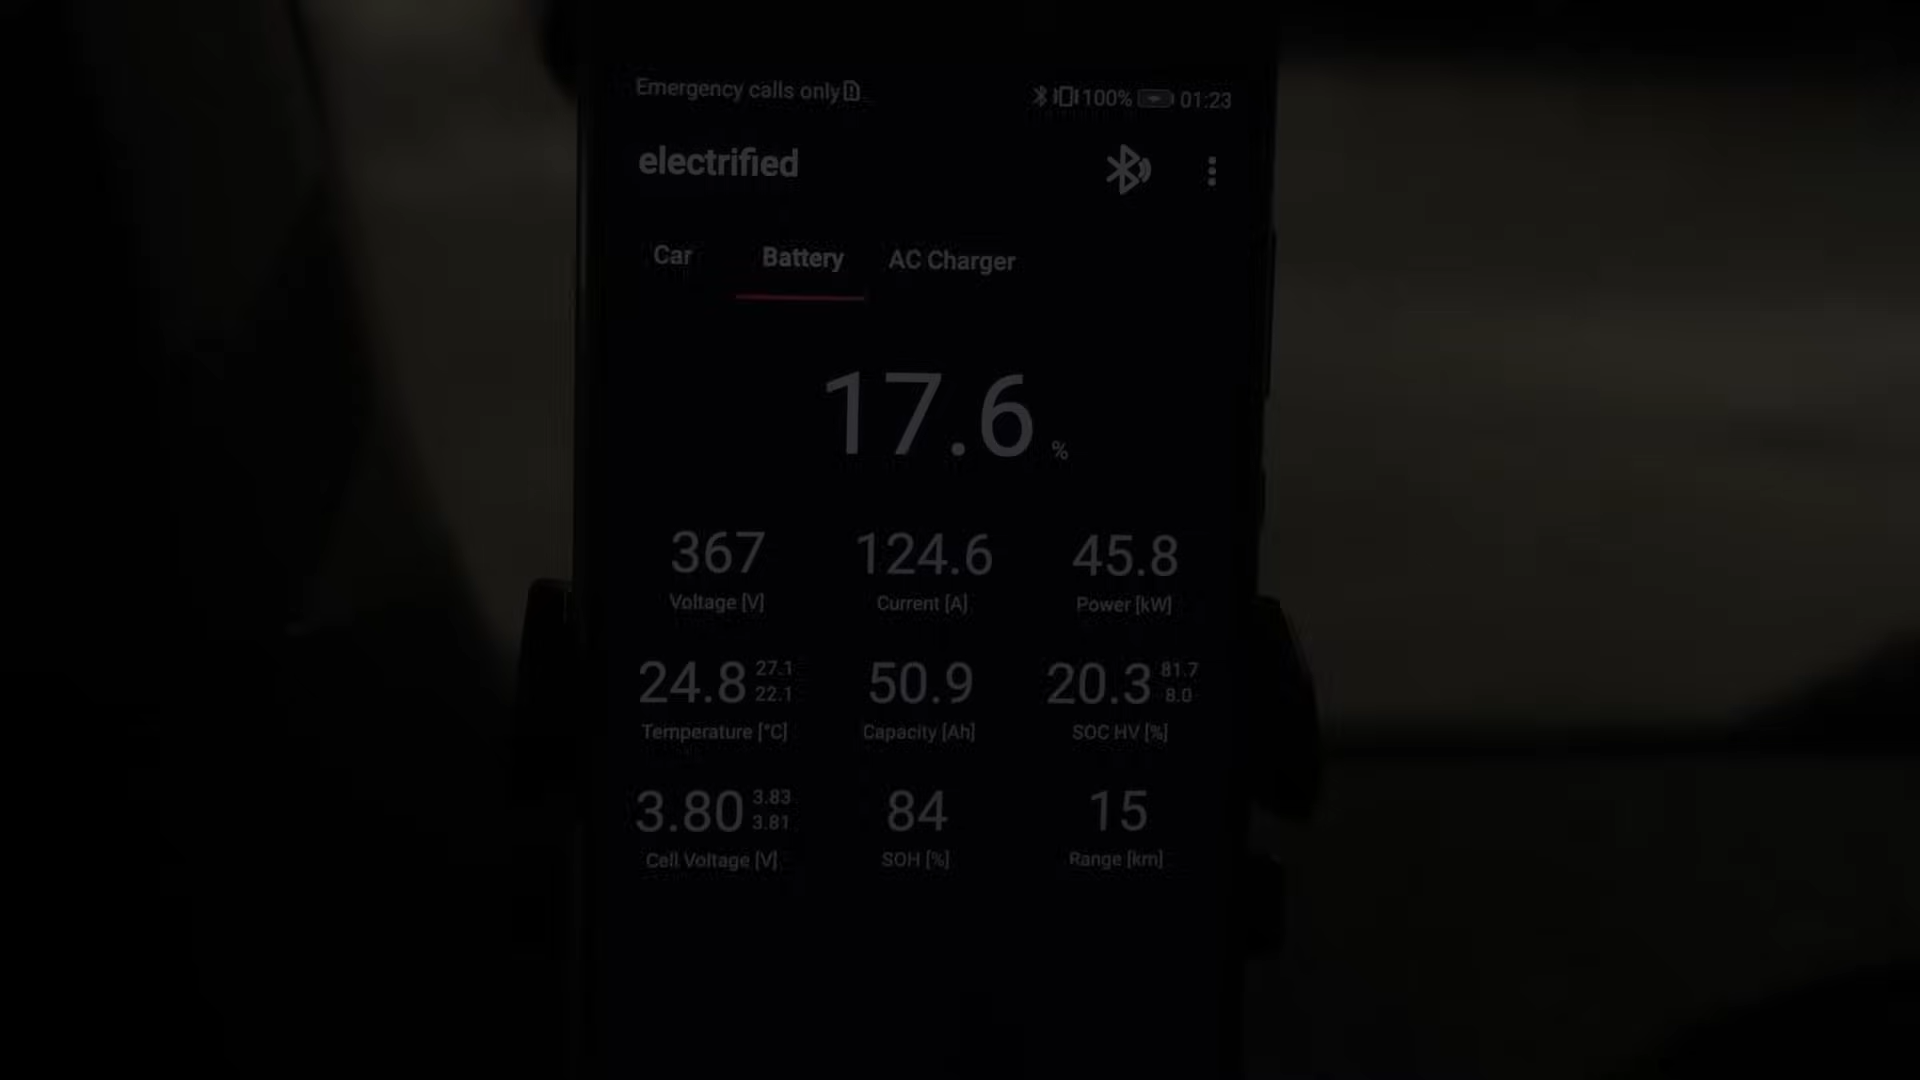 Emergency calls only
100% 01:23
electrified
Car Battery AC Charger
17.6 %
367 124.6 45.8
Voltage [V] Current [A] Power [kW]
24.8 27.1 22.1 50.9 20.3 81.7 8.0
Temperature [°C] Capacity [Ah] SOC HV [%]
3.80 3.83 3.81 84 15
Cell Voltage [V] SOH [%] Range [km]